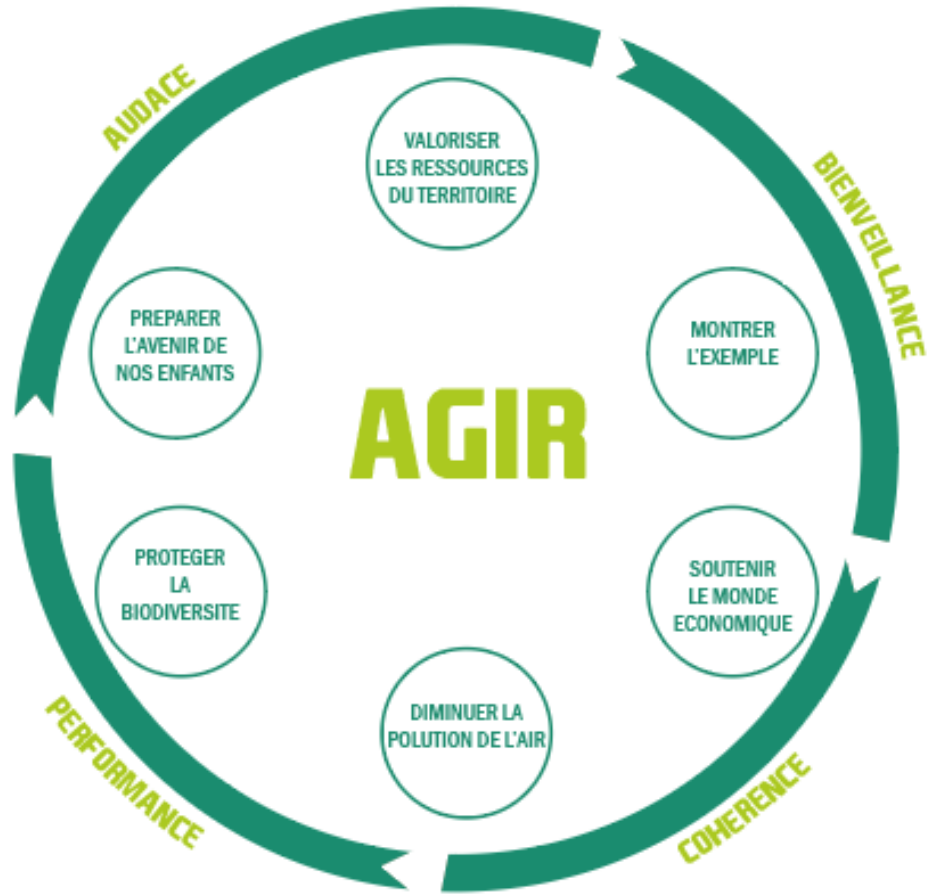 AUDACE
BIENVEILLANCE
VALORISER
LES RESSOURCES
DU TERRITOIRE
PREPARER
L'AVENIR DE
NOS ENFANTS
MONTRER
L'EXEMPLE
AGIR
PROTEGER
LA
BIODIVERSITE
SOUTENIR
LE MONDE
ECONOMIQUE
DIMINUER LA
POLUTION DE L'AIR
PERFORMANCE
COHERENCE